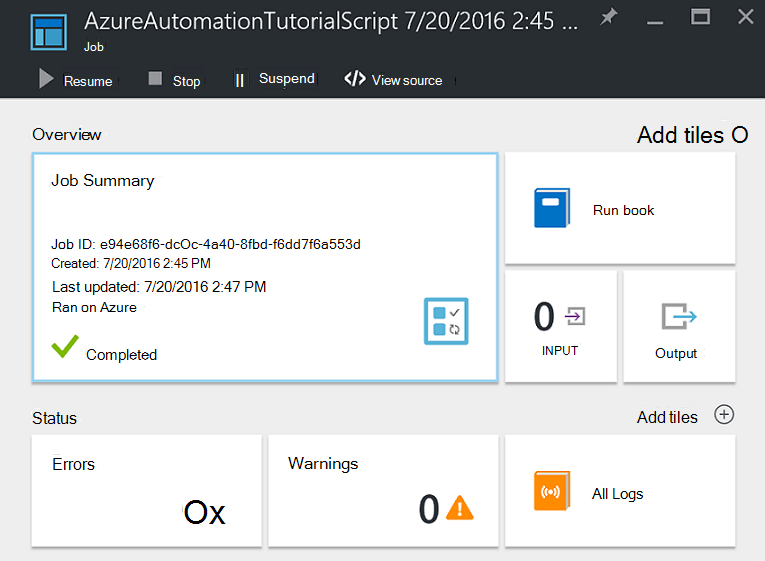 AzureAutomationTutorialScript 7/20/2016 2:45 ...
Job
Resume
Stop
Suspend
View source
Overview
Add tiles O
Job Summary
Job ID: e94e68f6-dcOc-4a40-8fbd-f6dd7f6a553d
Created: 7/20/2016 2:45 PM
Last updated: 7/20/2016 2:47 PM
Ran on Azure
Completed
Run book
0
INPUT
Output
Status
Add tiles
Errors
Ox
Warnings
0
All Logs